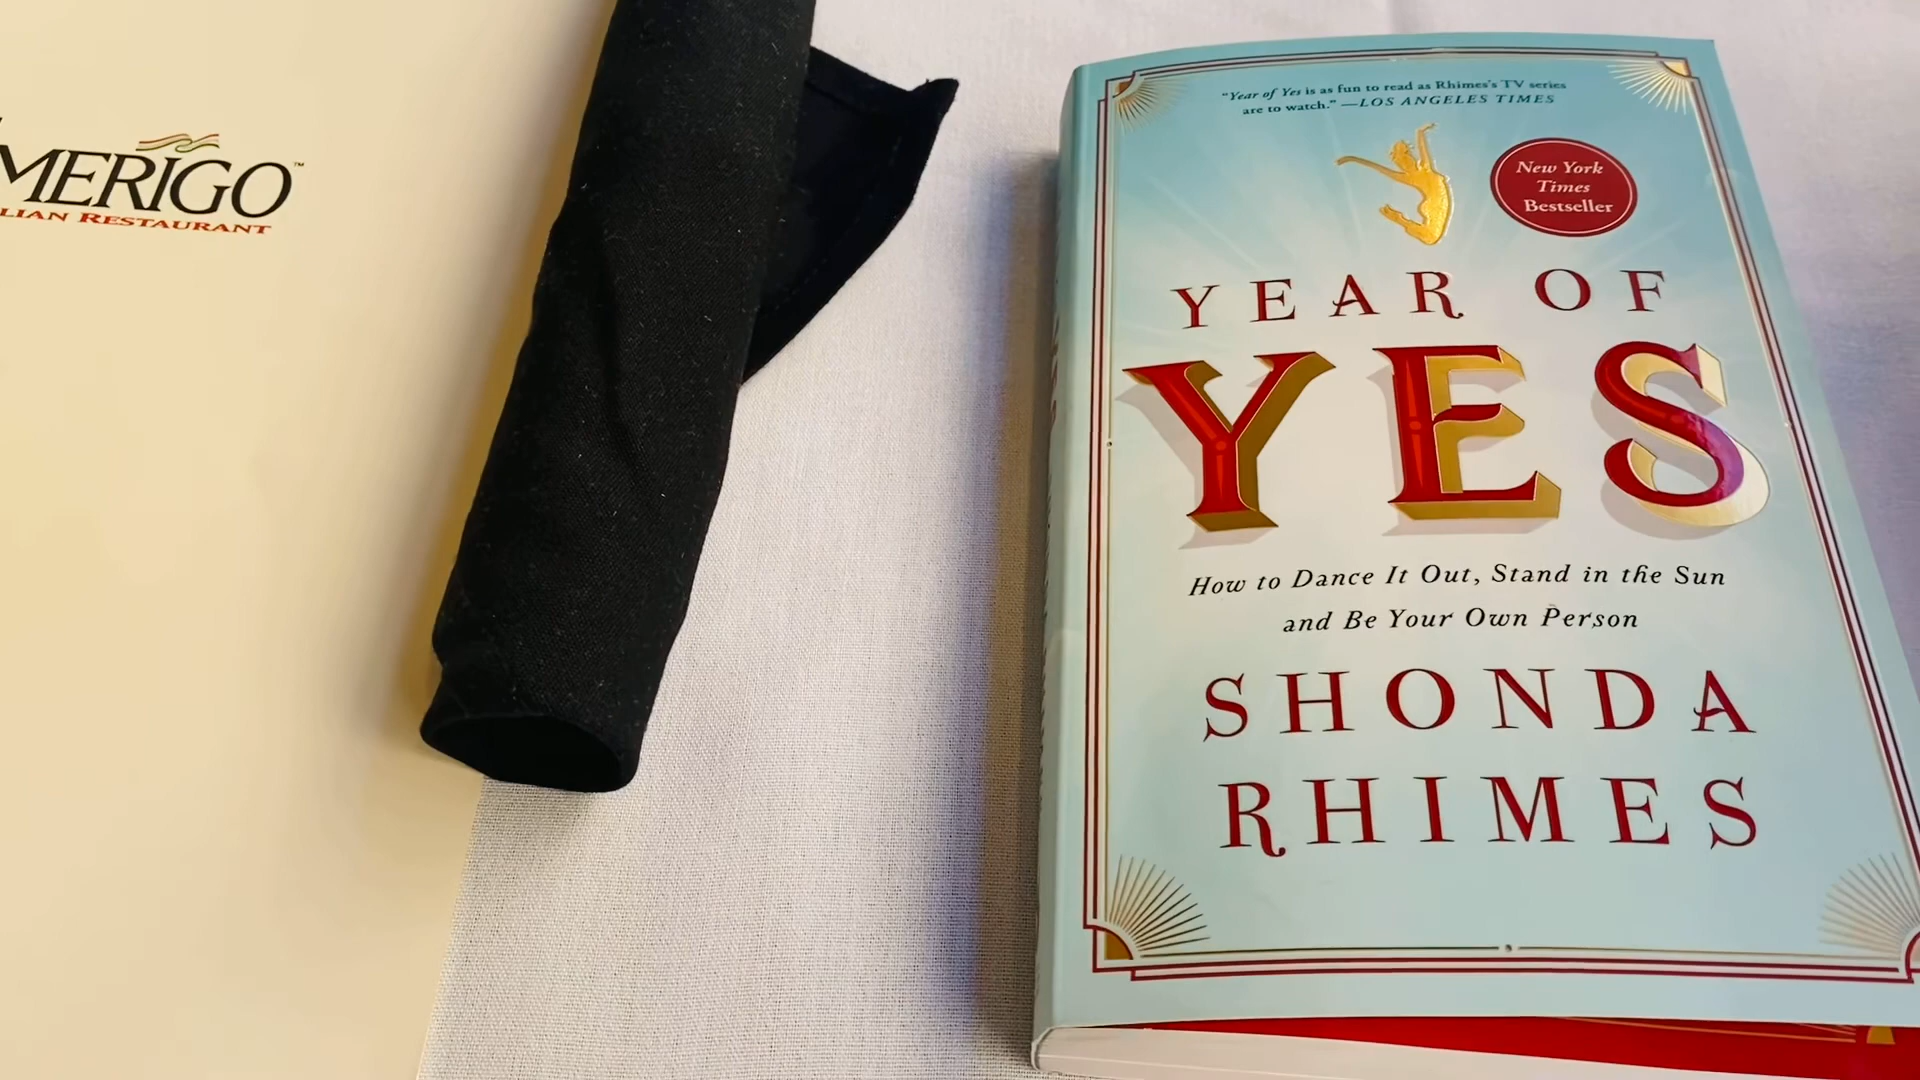 MERIGO™
LIAN RESTAURANT
"Year of Yes is as fun to read as Rhimes's TV series
are to watch." —LOS ANGELES TIMES
New York
Times
Bestseller
YEAR OF
YES
How to Dance It Out, Stand in the Sun
and Be Your Own Person
SHONDA
RHIMES